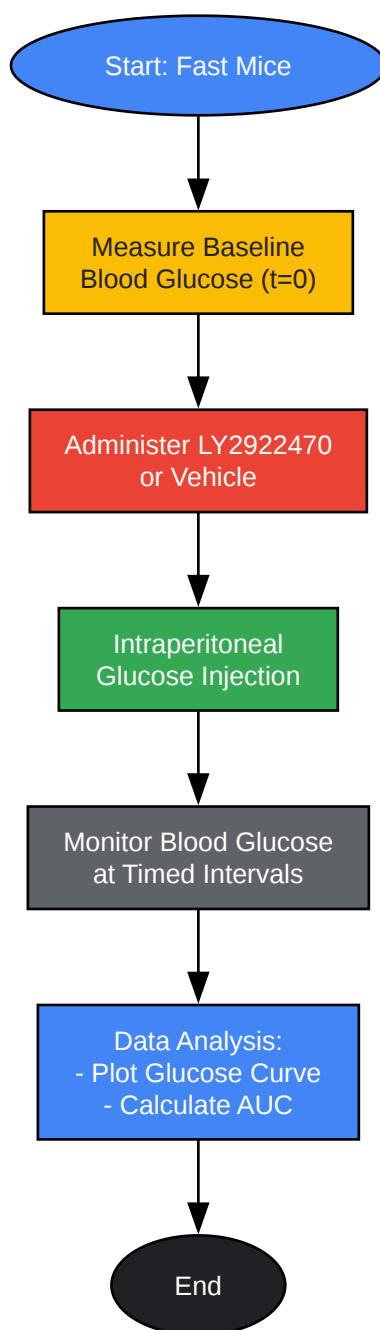 Start: Fast Mice
Measure Baseline
Blood Glucose (t=0)
Administer LY2922470
or Vehicle
Intraperitoneal
Glucose Injection
Monitor Blood Glucose
at Timed Intervals
Data Analysis:
- Plot Glucose Curve
- Calculate AUC
End